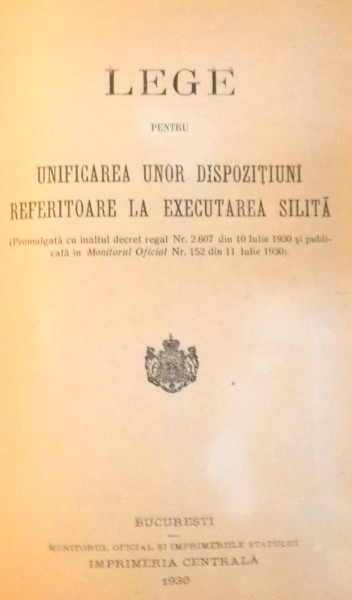 LEGE
PENTRU
UNIFICAREA UNOR DISPOZIȚIUNI
REFERITOARE LA EXECUTAREA SILITĂ
(Promulgată cu înaltul decret regal Nr. 2.607 din 10 Iulie 1930 și publi-
cată în Monitorul Oficial Nr. 152 din 11 Iulie 1930).
BUCUREȘTI
MONITORUL OFICIAL ȘI IMPRIMERIILE STATULUI
IMPRIMERIA CENTRALĂ
1930